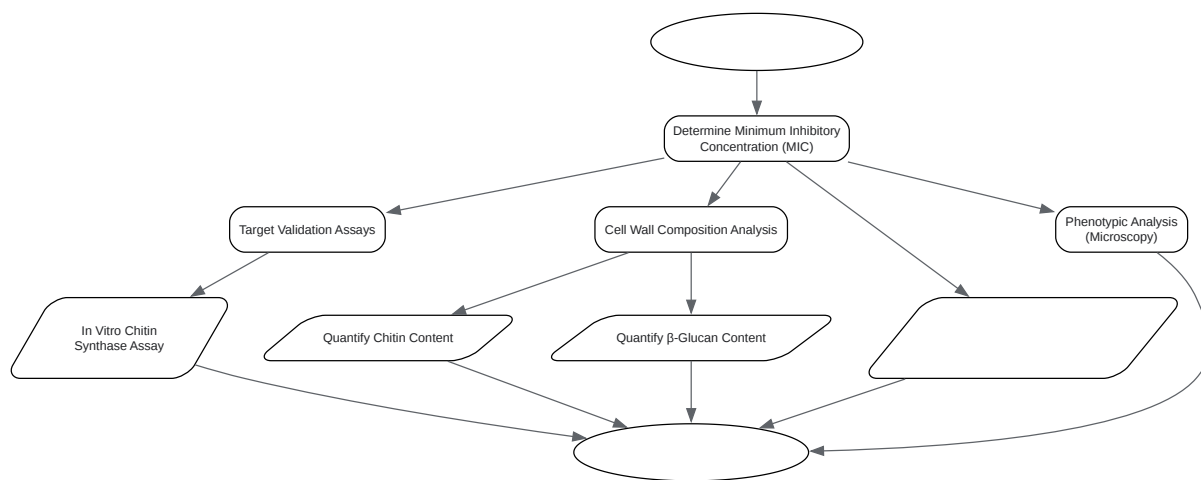 Determine Minimum Inhibitory
Concentration (MIC)
Target Validation Assays
Cell Wall Composition Analysis
Phenotypic Analysis
(Microscopy)
In Vitro Chitin
Synthase Assay
Quantify Chitin Content
Quantify β-Glucan Content